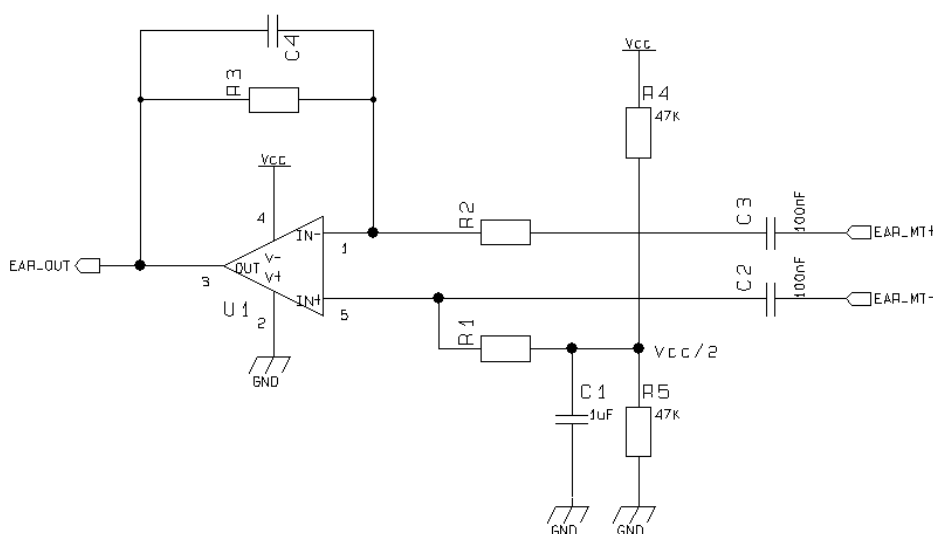 C4
R3
Vcc
R4
47K
Vcc
4
IN-
1
R2
C3
100nF
EAR_MT+
EAR_OUT
3
OUT
V-
V+
U1
2
IN+
5
C2
100nF
EAR_MT-
R1
Vcc/2
GND
C1
1uF
R5
47K
GND
GND